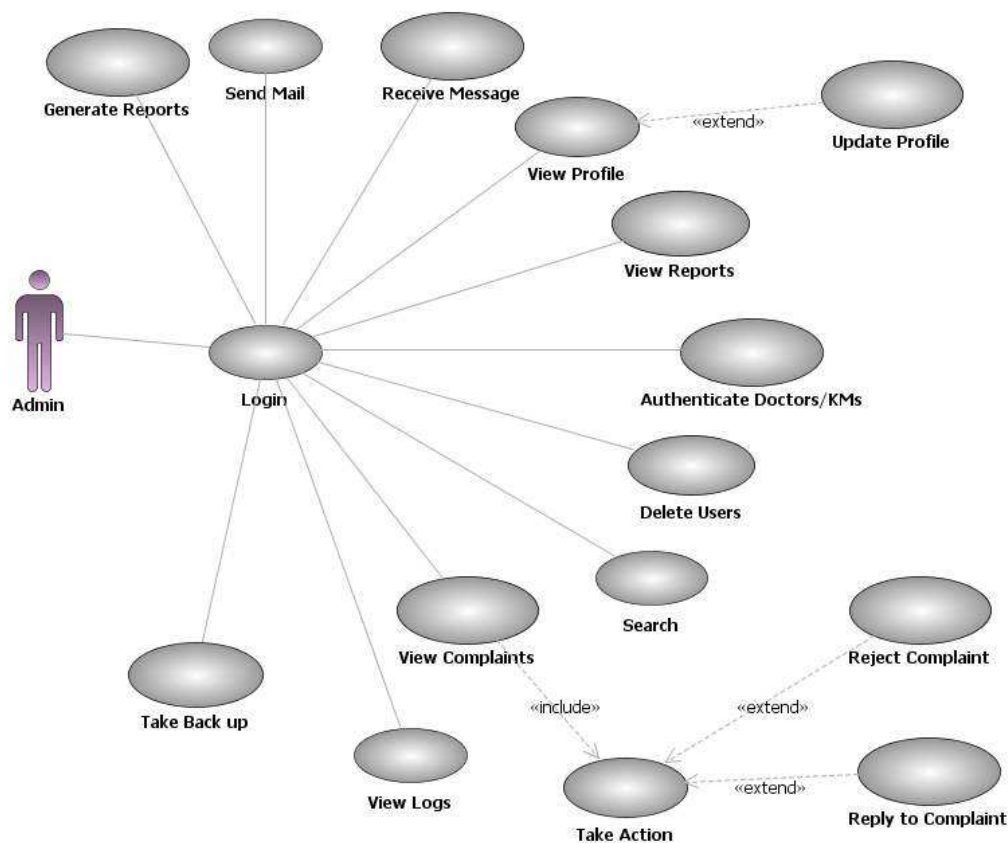 Generate Reports
Send Mail
Receive Message
«extend»
View Profile
Update Profile
View Reports
Admin
Login
Authenticate Doctors/KMs
Delete Users
Search
View Complaints
Reject Complaint
Take Back up
«include»
«extend»
View Logs
«extend»
Take Action
Reply to Complaint